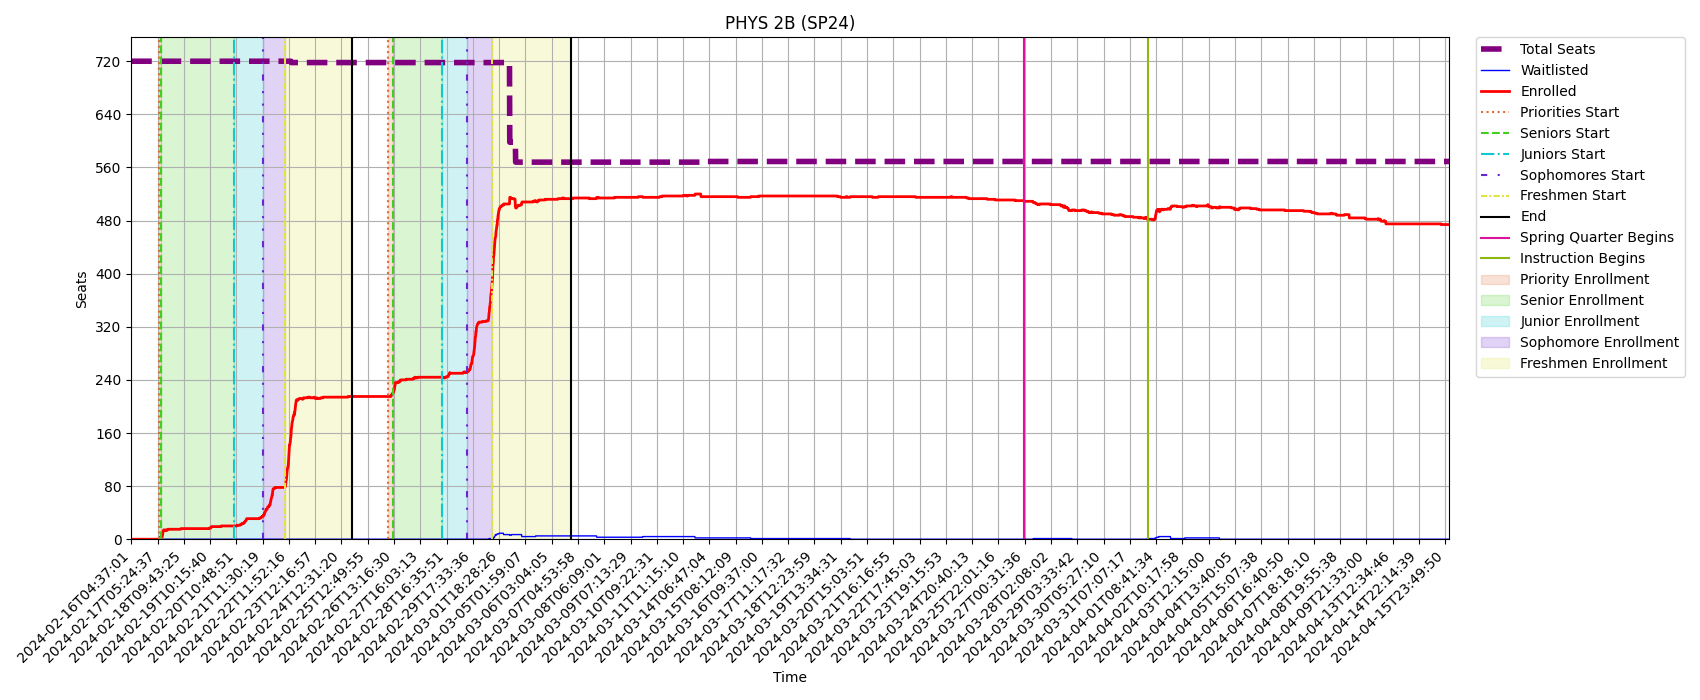 PHYS 2B (SP24)
Total Seats
Waitlisted
Enrolled
Priorities Start
Seniors Start
Juniors Start
Sophomores Start
Freshmen Start
End
Spring Quarter Begins
Instruction Begins
Priority Enrollment
Senior Enrollment
Junior Enrollment
Sophomore Enrollment
Freshmen Enrollment
Seats
720
640
560
480
400
320
240
160
80
0
2024-02-16T04:37:01
2024-02-17T05:24:37
2024-02-18T09:43:25
2024-02-19T10:15:40
2024-02-20T10:48:51
2024-02-21T11:30:19
2024-02-22T11:52:16
2024-02-23T12:16:57
2024-02-24T12:31:20
2024-02-25T12:49:55
2024-02-26T13:16:30
2024-02-27T16:03:13
2024-02-28T16:35:51
2024-02-29T17:33:36
2024-03-01T18:28:26
2024-03-05T01:59:07
2024-03-06T03:04:05
2024-03-07T04:53:58
2024-03-08T06:09:01
2024-03-09T07:13:29
2024-03-10T09:22:31
2024-03-11T11:15:10
2024-03-14T06:47:04
2024-03-15T08:12:09
2024-03-16T09:37:00
2024-03-17T11:17:32
2024-03-18T12:23:59
2024-03-19T13:34:31
2024-03-20T15:03:51
2024-03-21T16:16:55
2024-03-22T17:45:03
2024-03-23T19:15:53
2024-03-24T20:40:13
2024-03-25T22:01:16
2024-03-27T00:31:36
2024-03-28T02:08:02
2024-03-29T03:33:42
2024-03-30T05:27:10
2024-03-31T07:07:17
2024-04-01T08:41:34
2024-04-02T10:17:58
2024-04-03T12:15:00
2024-04-04T13:40:05
2024-04-05T15:07:38
2024-04-06T16:40:50
2024-04-07T18:18:10
2024-04-08T19:55:38
2024-04-09T21:33:00
2024-04-13T12:34:46
2024-04-14T22:14:39
2024-04-15T23:49:50
Time